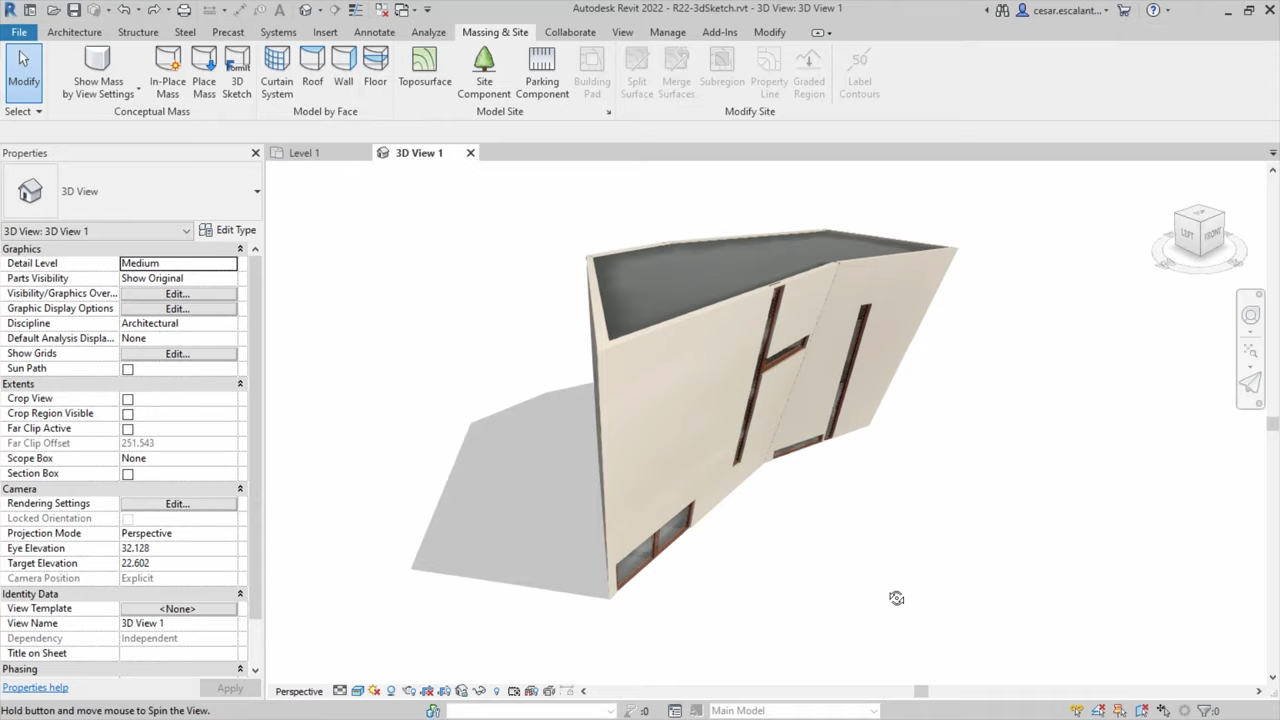 Autodesk Revit 2022 - R22-3dSketch.rvt - 3D View: 3D View 1
cesar.escalant...
File Architecture Structure Steel Precast Systems Insert Annotate Analyze Massing & Site Collaborate View Manage Add-Ins Modify
Modify
Show Mass
by View Settings
In-Place
Mass
Place
Mass
3D
Sketch
Curtain
System
Roof
Wall
Floor
Toposurface
Site
Component
Parking
Component
Building
Pad
Split
Surface
Merge
Surfaces
Subregion
Property
Line
Graded
Region
50
Label
Contours
Select
Conceptual Mass
Model by Face
Model Site
Modify Site
Properties
Level 1
3D View 1
3D View
3D View: 3D View 1
Edit Type
Graphics
Detail Level Medium
Parts Visibility Show Original
Visibility/Graphics Over... Edit...
Graphic Display Options Edit...
Discipline Architectural
Default Analysis Displa... None
Show Grids Edit...
Sun Path
Extents
Crop View
Crop Region Visible
Far Clip Active
Far Clip Offset 251.543
Scope Box None
Section Box
Camera
Rendering Settings Edit...
Locked Orientation
Projection Mode Perspective
Eye Elevation 32.128
Target Elevation 22.602
Camera Position Explicit
Identity Data
View Template <None>
View Name 3D View 1
Dependency Independent
Title on Sheet
Phasing
Properties help
Apply
TOP
LEFT
FRONT
Perspective
Hold button and move mouse to Spin the View.
:0
Main Model
:0